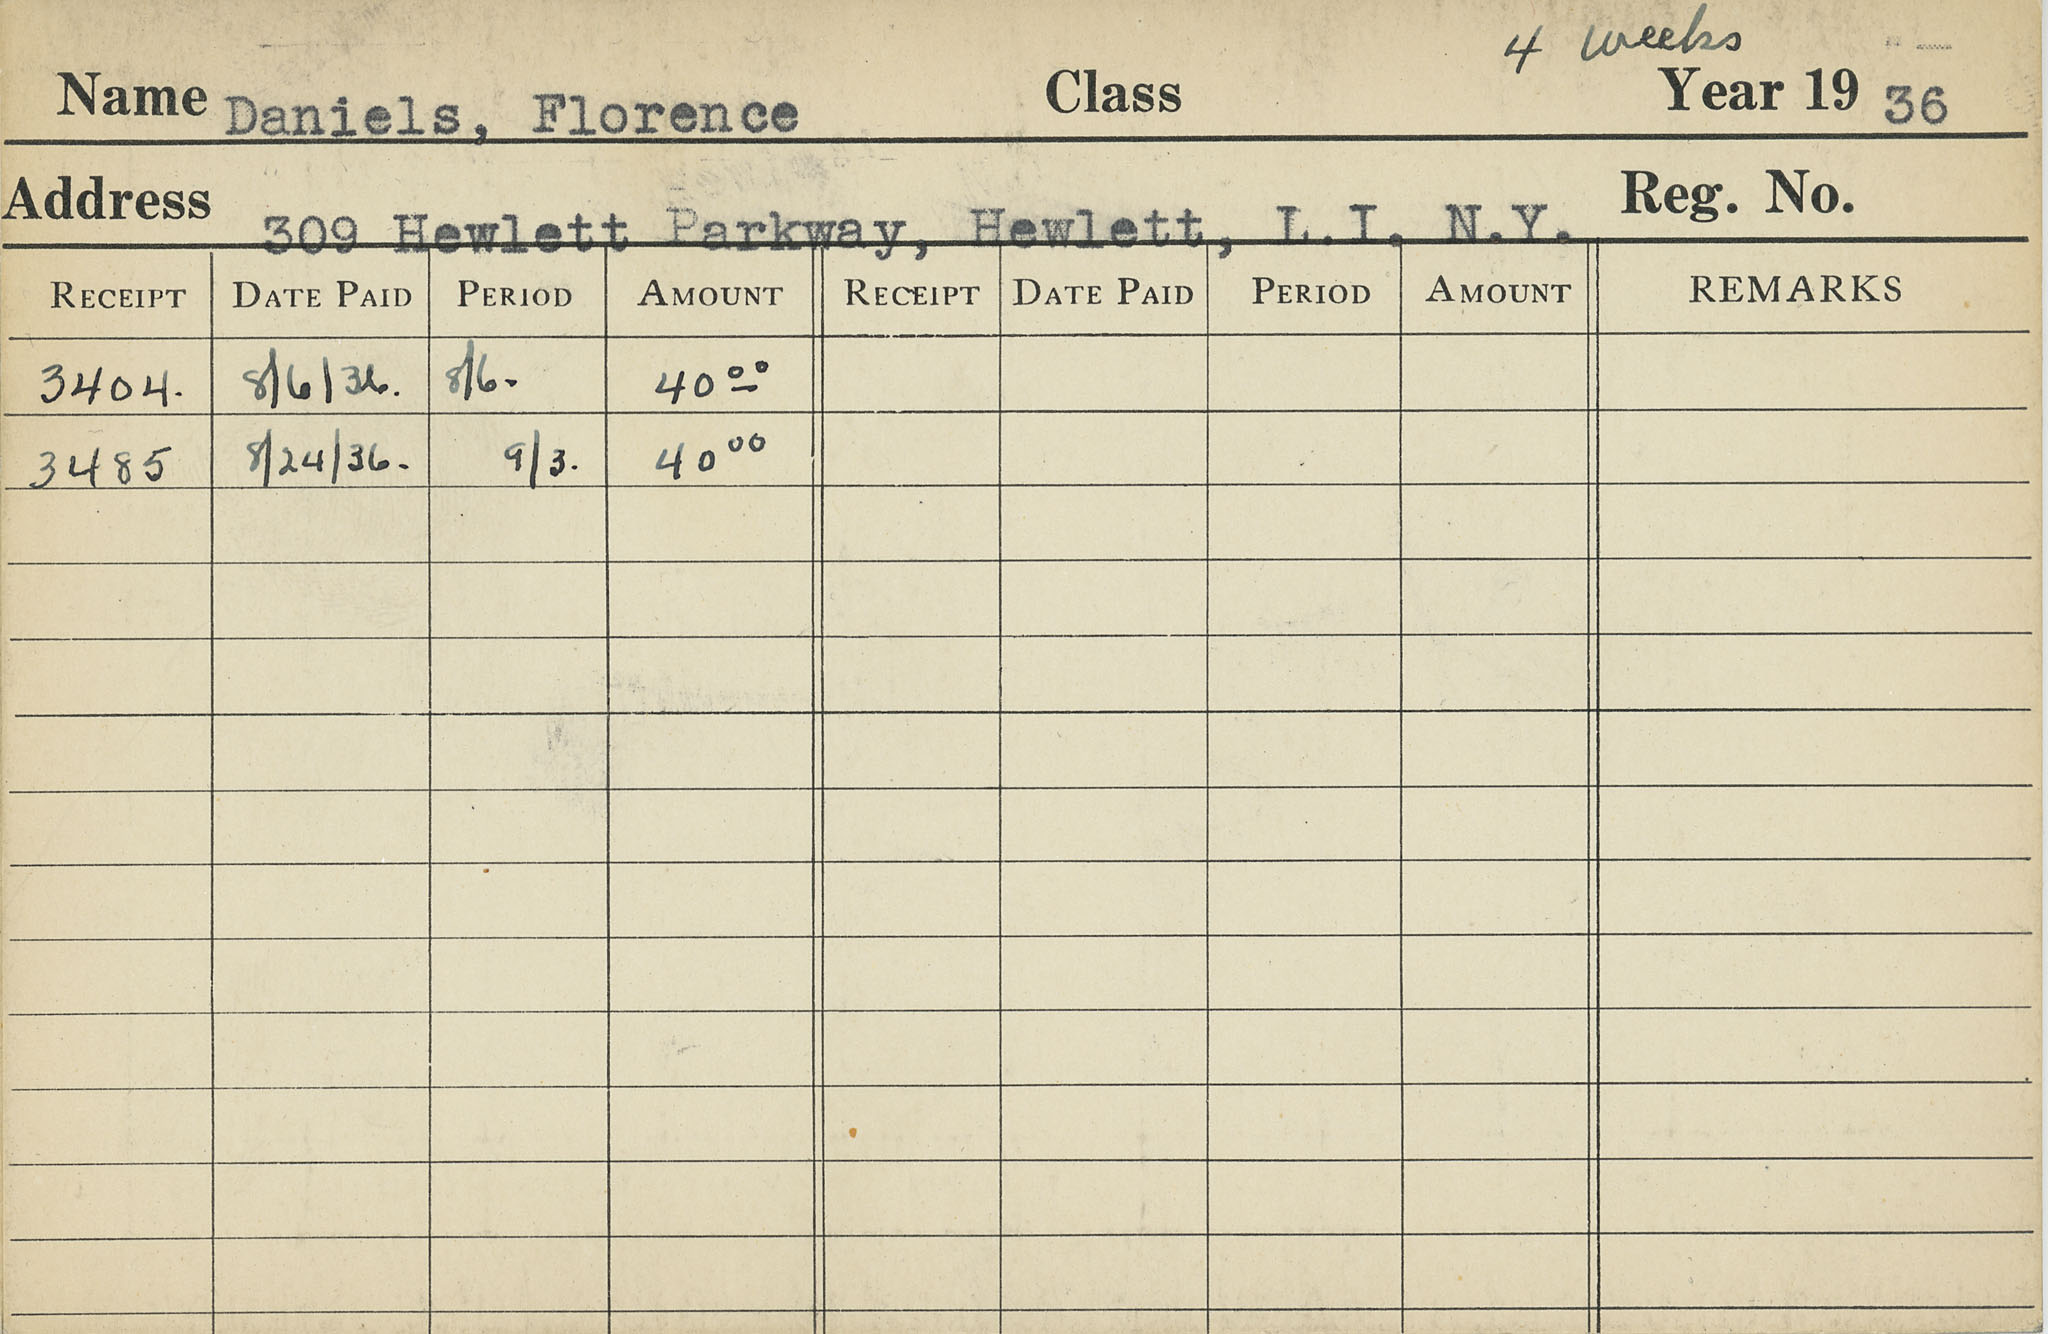 4 weeks
Name Daniels, Florence Class Year 19 36
Address 309 Hewlett Parkway, Hewlett, L.I. N.Y. Reg. No.
RECEIPT DATE PAID PERIOD AMOUNT RECEIPT DATE PAID PERIOD AMOUNT REMARKS
3404. 8/6/36. 8/6- 40 00
3485 8/24/36. 9/3. 40 00